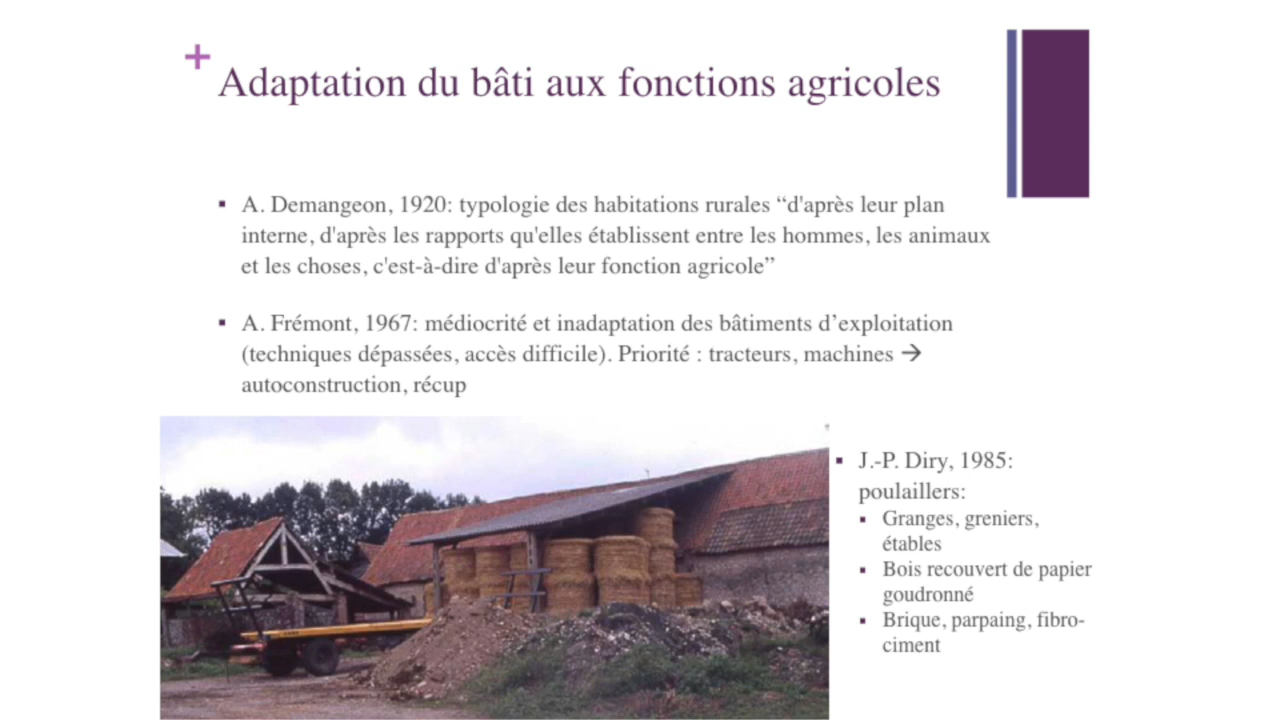 +
Adaptation du bâti aux fonctions agricoles
▪ A. Demangeon, 1920: typologie des habitations rurales “d'après leur plan
interne, d'après les rapports qu'elles établissent entre les hommes, les animaux
et les choses, c'est-à-dire d'après leur fonction agricole”
▪ A. Frémont, 1967: médiocrité et inadaptation des bâtiments d’exploitation
(techniques dépassées, accès difficile). Priorité : tracteurs, machines →
autoconstruction, récup
▪ J.-P. Diry, 1985:
poulaillers:
▪ Granges, greniers,
étables
▪ Bois recouvert de papier
goudronné
▪ Brique, parpaing, fibro-
ciment